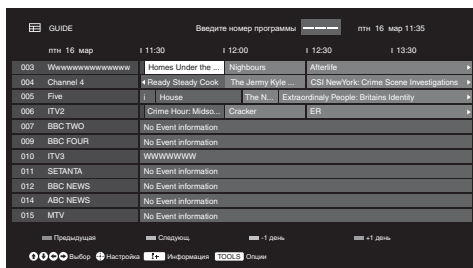 GUIDE Введите номер программы ——— птн 16 мар 11:35
птн 16 мар 11:30 12:00 12:30 13:30
003 Wwwwwwwwwwwwww Homes Under the ... Nighbours Afterlife
004 Channel 4 Ready Steady Cook The Jermy Kyle ... CSI NewYork: Crime Scene Investigations
005 Five i House The N... Extraordinaly People: Britains Identity
006 ITV2 Crime Hour: Midso... Cracker ER
007 BBC TWO No Event information
009 BBC FOUR No Event information
010 ITV3 WWWWWWW
011 SETANTA No Event information
012 BBC NEWS No Event information
014 ABC NEWS No Event information
015 MTV No Event information
Предыдущая Следующ. -1 день +1 день
Выбор Настройка i+ Информация TOOLS Опции